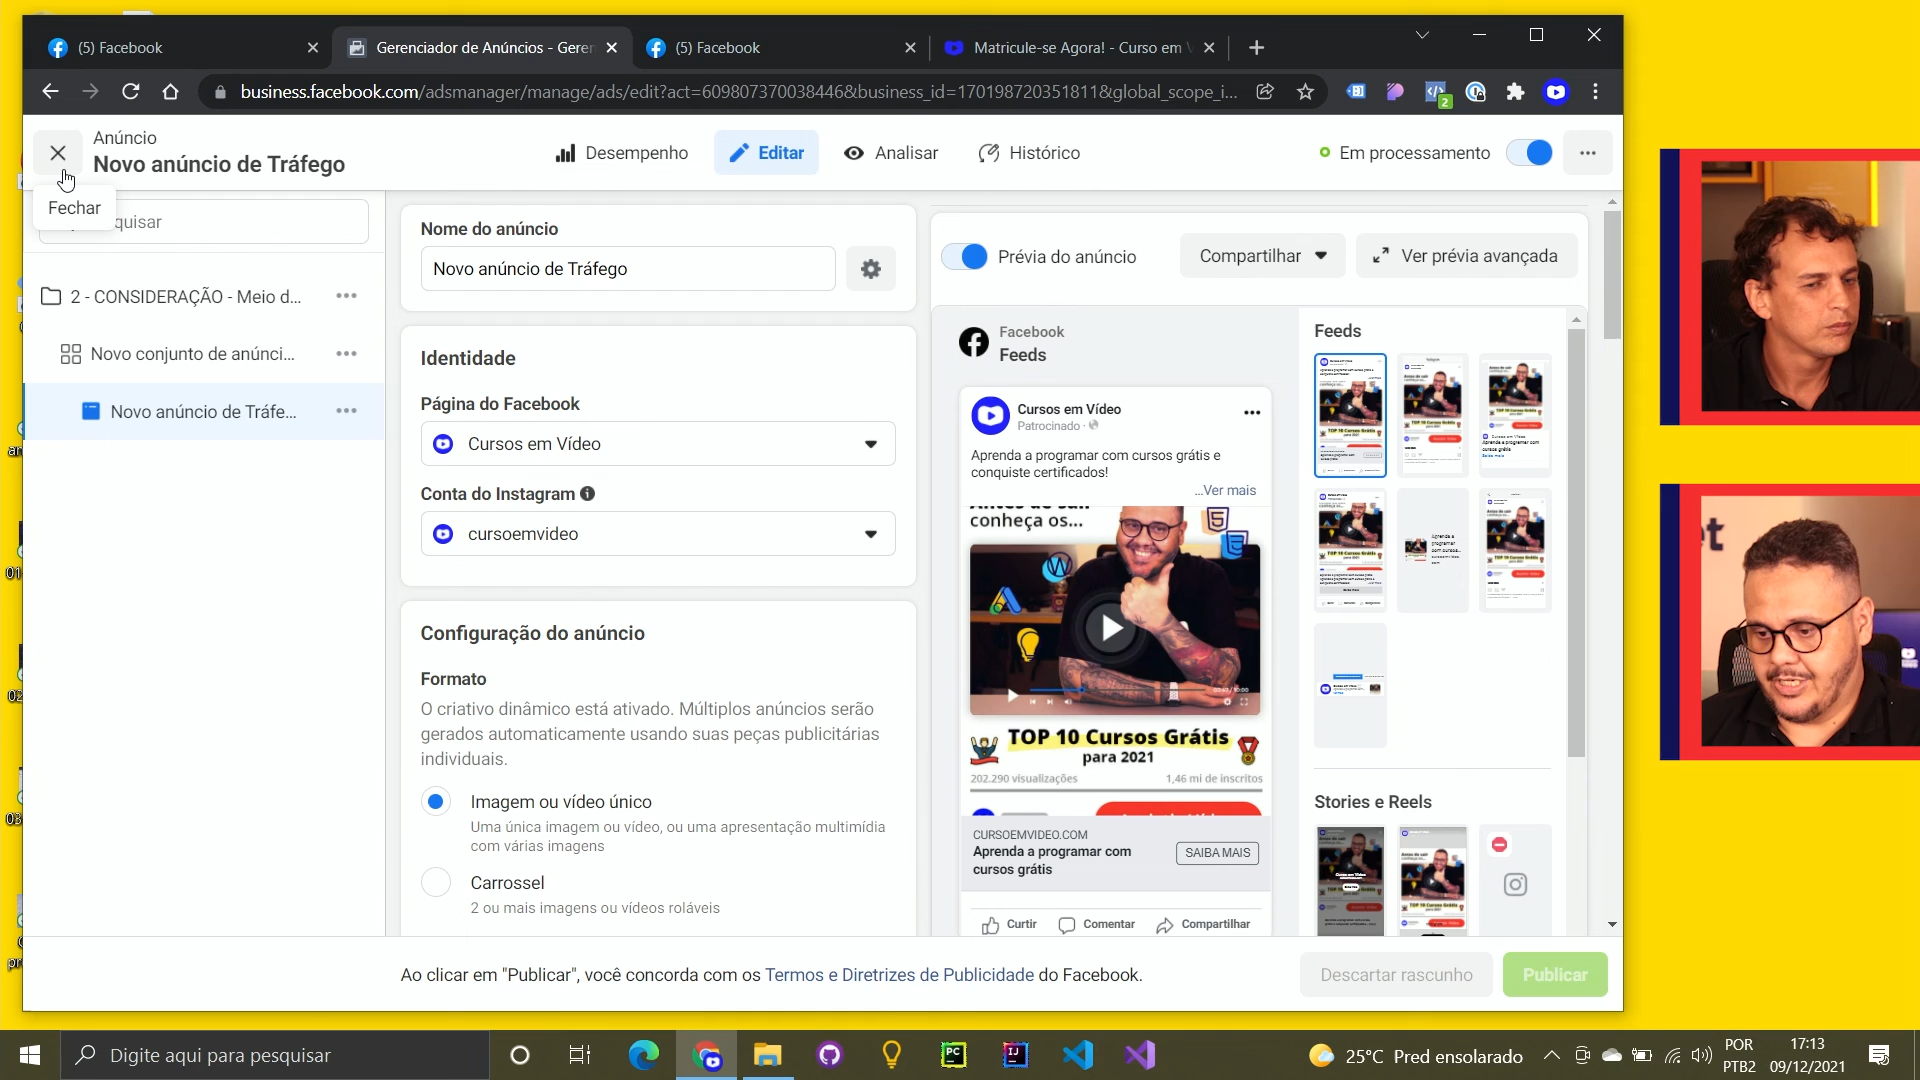 (5) Facebook
Gerenciador de Anúncios - Geren
(5) Facebook
Matricule-se Agora! - Curso em V
business.facebook.com/adsmanager/manage/ads/edit?act=609807370038446&business_id=170198720351811&global_scope_i...
2
Anúncio
Novo anúncio de Tráfego
Desempenho
Editar
Analisar
Histórico
Em processamento
Fechar
quisar
2 - CONSIDERAÇÃO - Meio d...
Novo conjunto de anúnci...
Novo anúncio de Tráfe...
Nome do anúncio
Novo anúncio de Tráfego
Identidade
Página do Facebook
Cursos em Vídeo
Conta do Instagram
cursoemvideo
Configuração do anúncio
Formato
O criativo dinâmico está ativado. Múltiplos anúncios serão
gerados automaticamente usando suas peças publicitárias
individuais.
Imagem ou vídeo único
Uma única imagem ou vídeo, ou uma apresentação multimídia
com várias imagens
Carrossel
2 ou mais imagens ou vídeos roláveis
Prévia do anúncio
Compartilhar
Ver prévia avançada
Facebook
Feeds
Cursos em Vídeo
Patrocinado ·
Aprenda a programar com cursos grátis e
conquiste certificados!
...Ver mais
Antes de sair
conheça os...
TOP 10 Cursos Grátis
para 2021
202.290 visualizações
1,46 mi de inscritos
CURSOEMVIDEO.COM
Aprenda a programar com
cursos grátis
SAIBA MAIS
Curtir
Comentar
Compartilhar
Feeds
Stories e Reels
Ao clicar em "Publicar", você concorda com os Termos e Diretrizes de Publicidade do Facebook.
Descartar rascunho
Publicar
Digite aqui para pesquisar
PC
IJ
25°C Pred ensolarado
POR
PTB2
17:13
09/12/2021